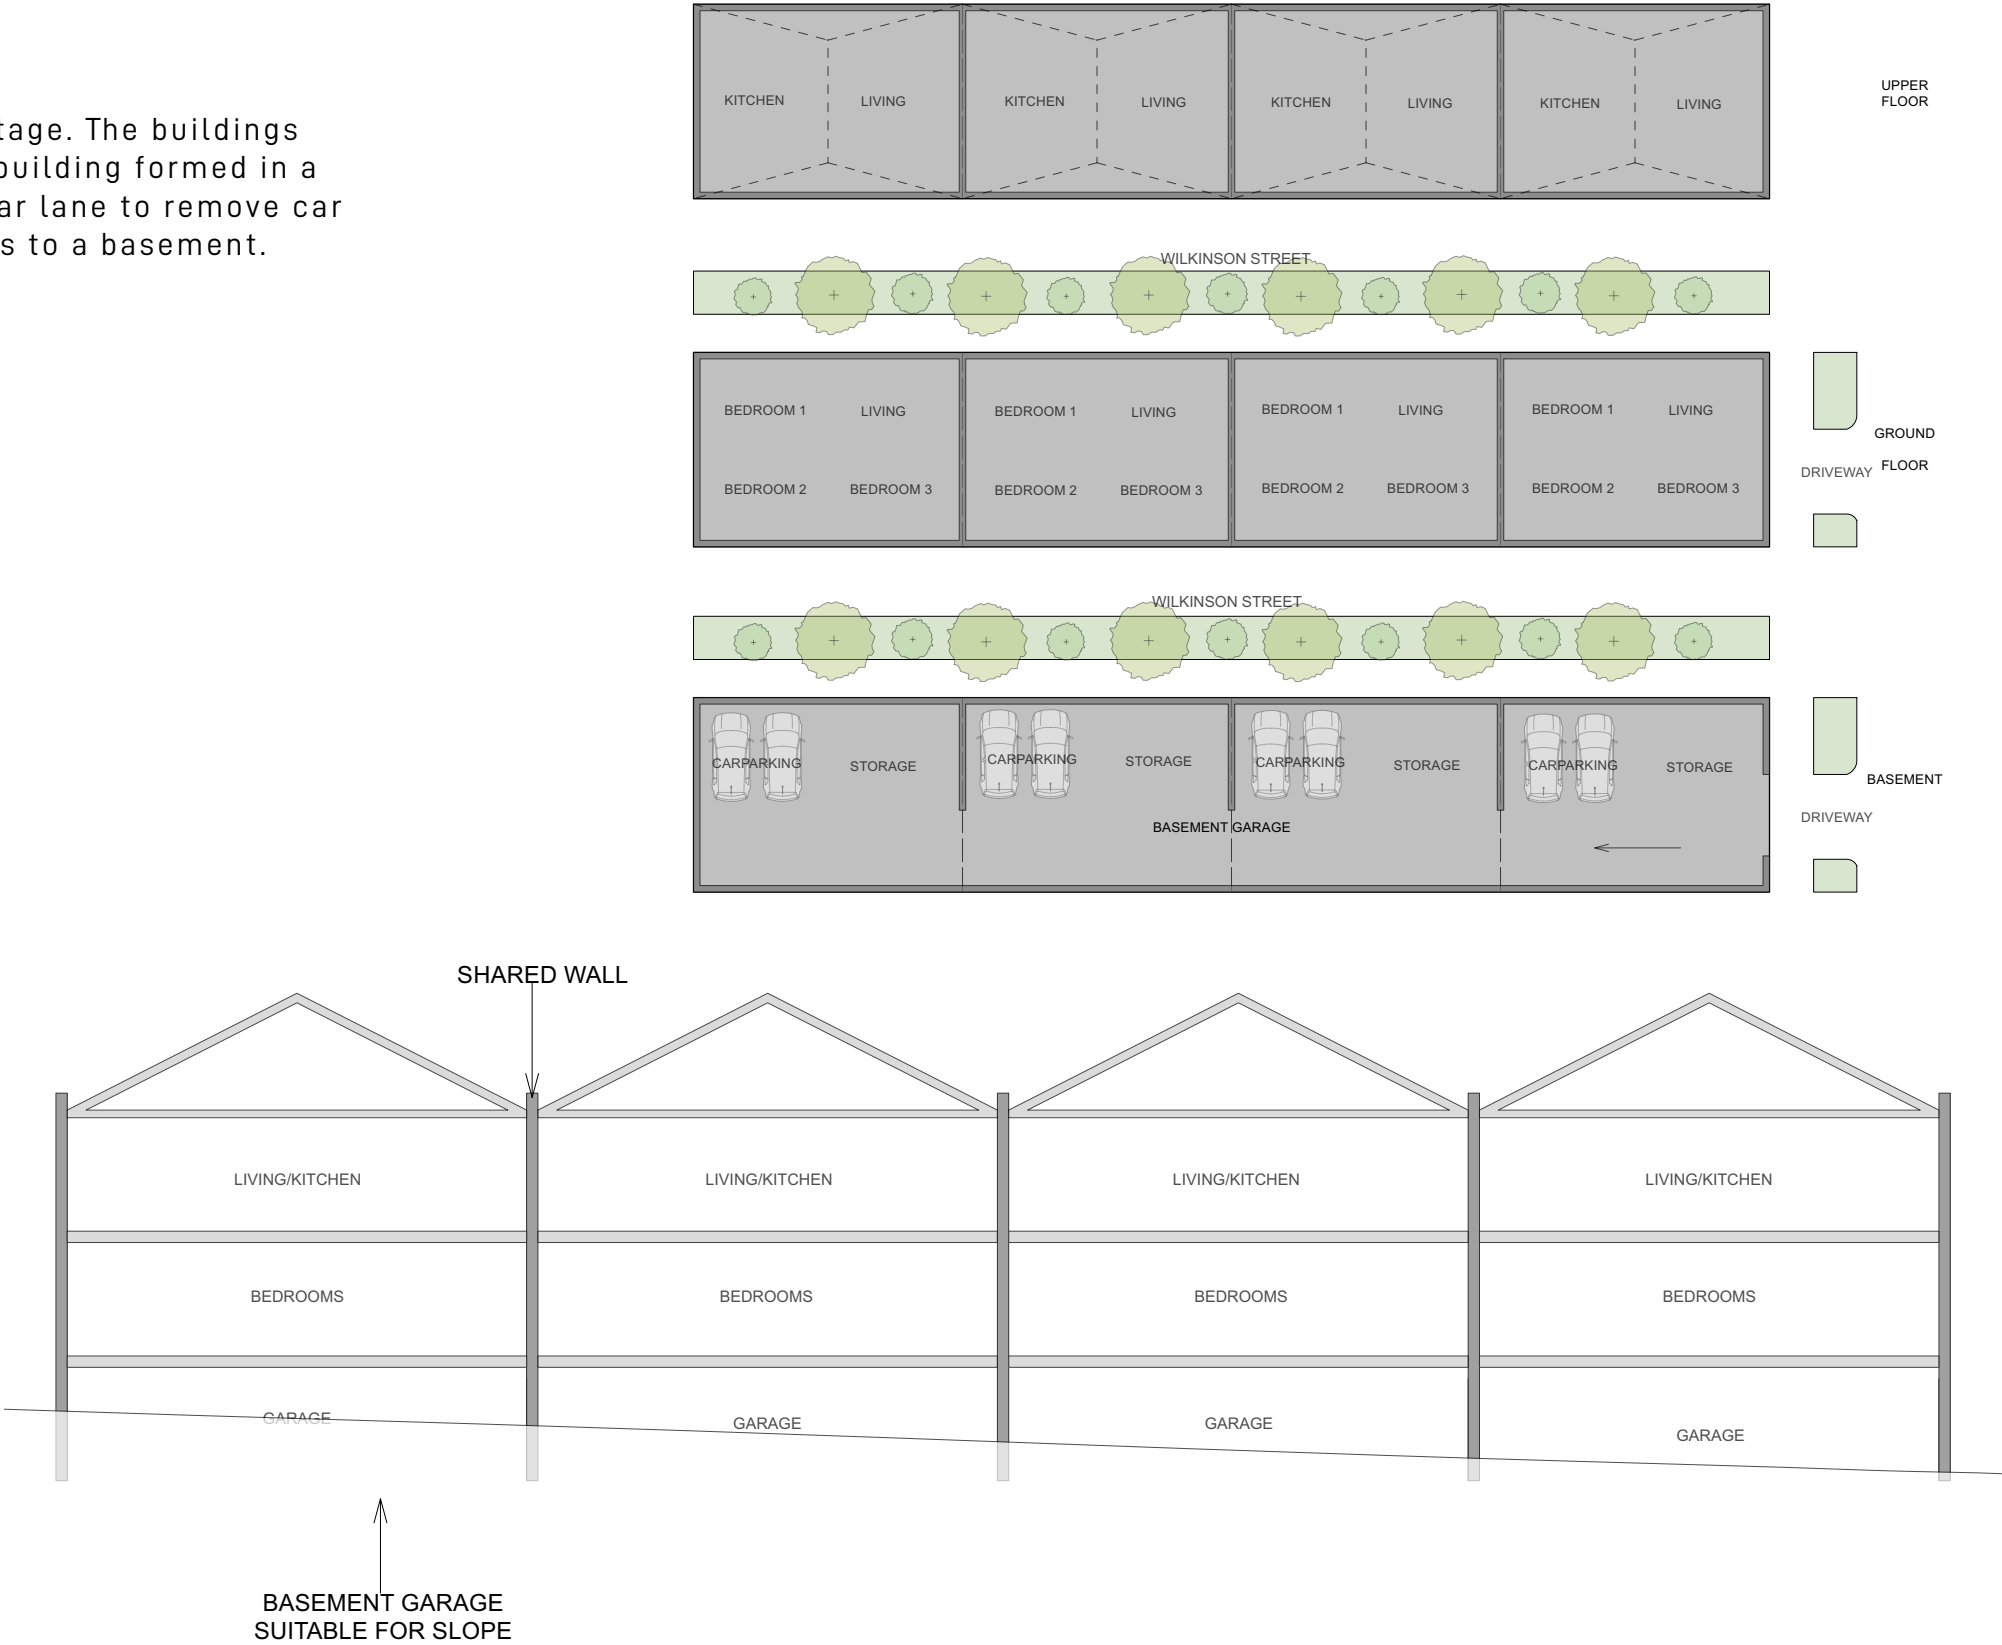 tage. The buildings
building formed in a
ar lane to remove car
s to a basement.
KITCHEN LIVING KITCHEN LIVING KITCHEN LIVING KITCHEN LIVING
UPPER
FLOOR
WILKINSON STREET
BEDROOM 1 LIVING BEDROOM 1 LIVING BEDROOM 1 LIVING BEDROOM 1 LIVING
BEDROOM 2 BEDROOM 3 BEDROOM 2 BEDROOM 3 BEDROOM 2 BEDROOM 3 BEDROOM 2 BEDROOM 3
GROUND
FLOOR
DRIVEWAY
WILKINSON STREET
CARPARKING STORAGE CARPARKING STORAGE CARPARKING STORAGE CARPARKING STORAGE
BASEMENT
BASEMENT GARAGE
DRIVEWAY
SHARED WALL
LIVING/KITCHEN LIVING/KITCHEN LIVING/KITCHEN LIVING/KITCHEN
BEDROOMS BEDROOMS BEDROOMS BEDROOMS
GARAGE GARAGE GARAGE GARAGE
BASEMENT GARAGE
SUITABLE FOR SLOPE